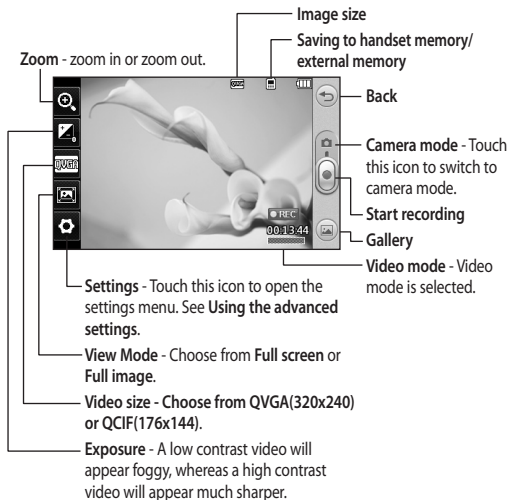 Image size
Saving to handset memory/
external memory
Zoom - zoom in or zoom out.
Back
Camera mode - Touch
this icon to switch to
camera mode.
Start recording
Gallery
Video mode - Video
mode is selected.
QVGA
REC
00:13:44
Settings - Touch this icon to open the
settings menu. See Using the advanced
settings.
View Mode - Choose from Full screen or
Full image.
Video size - Choose from QVGA(320x240)
or QCIF(176x144).
Exposure - A low contrast video will
appear foggy, whereas a high contrast
video will appear much sharper.